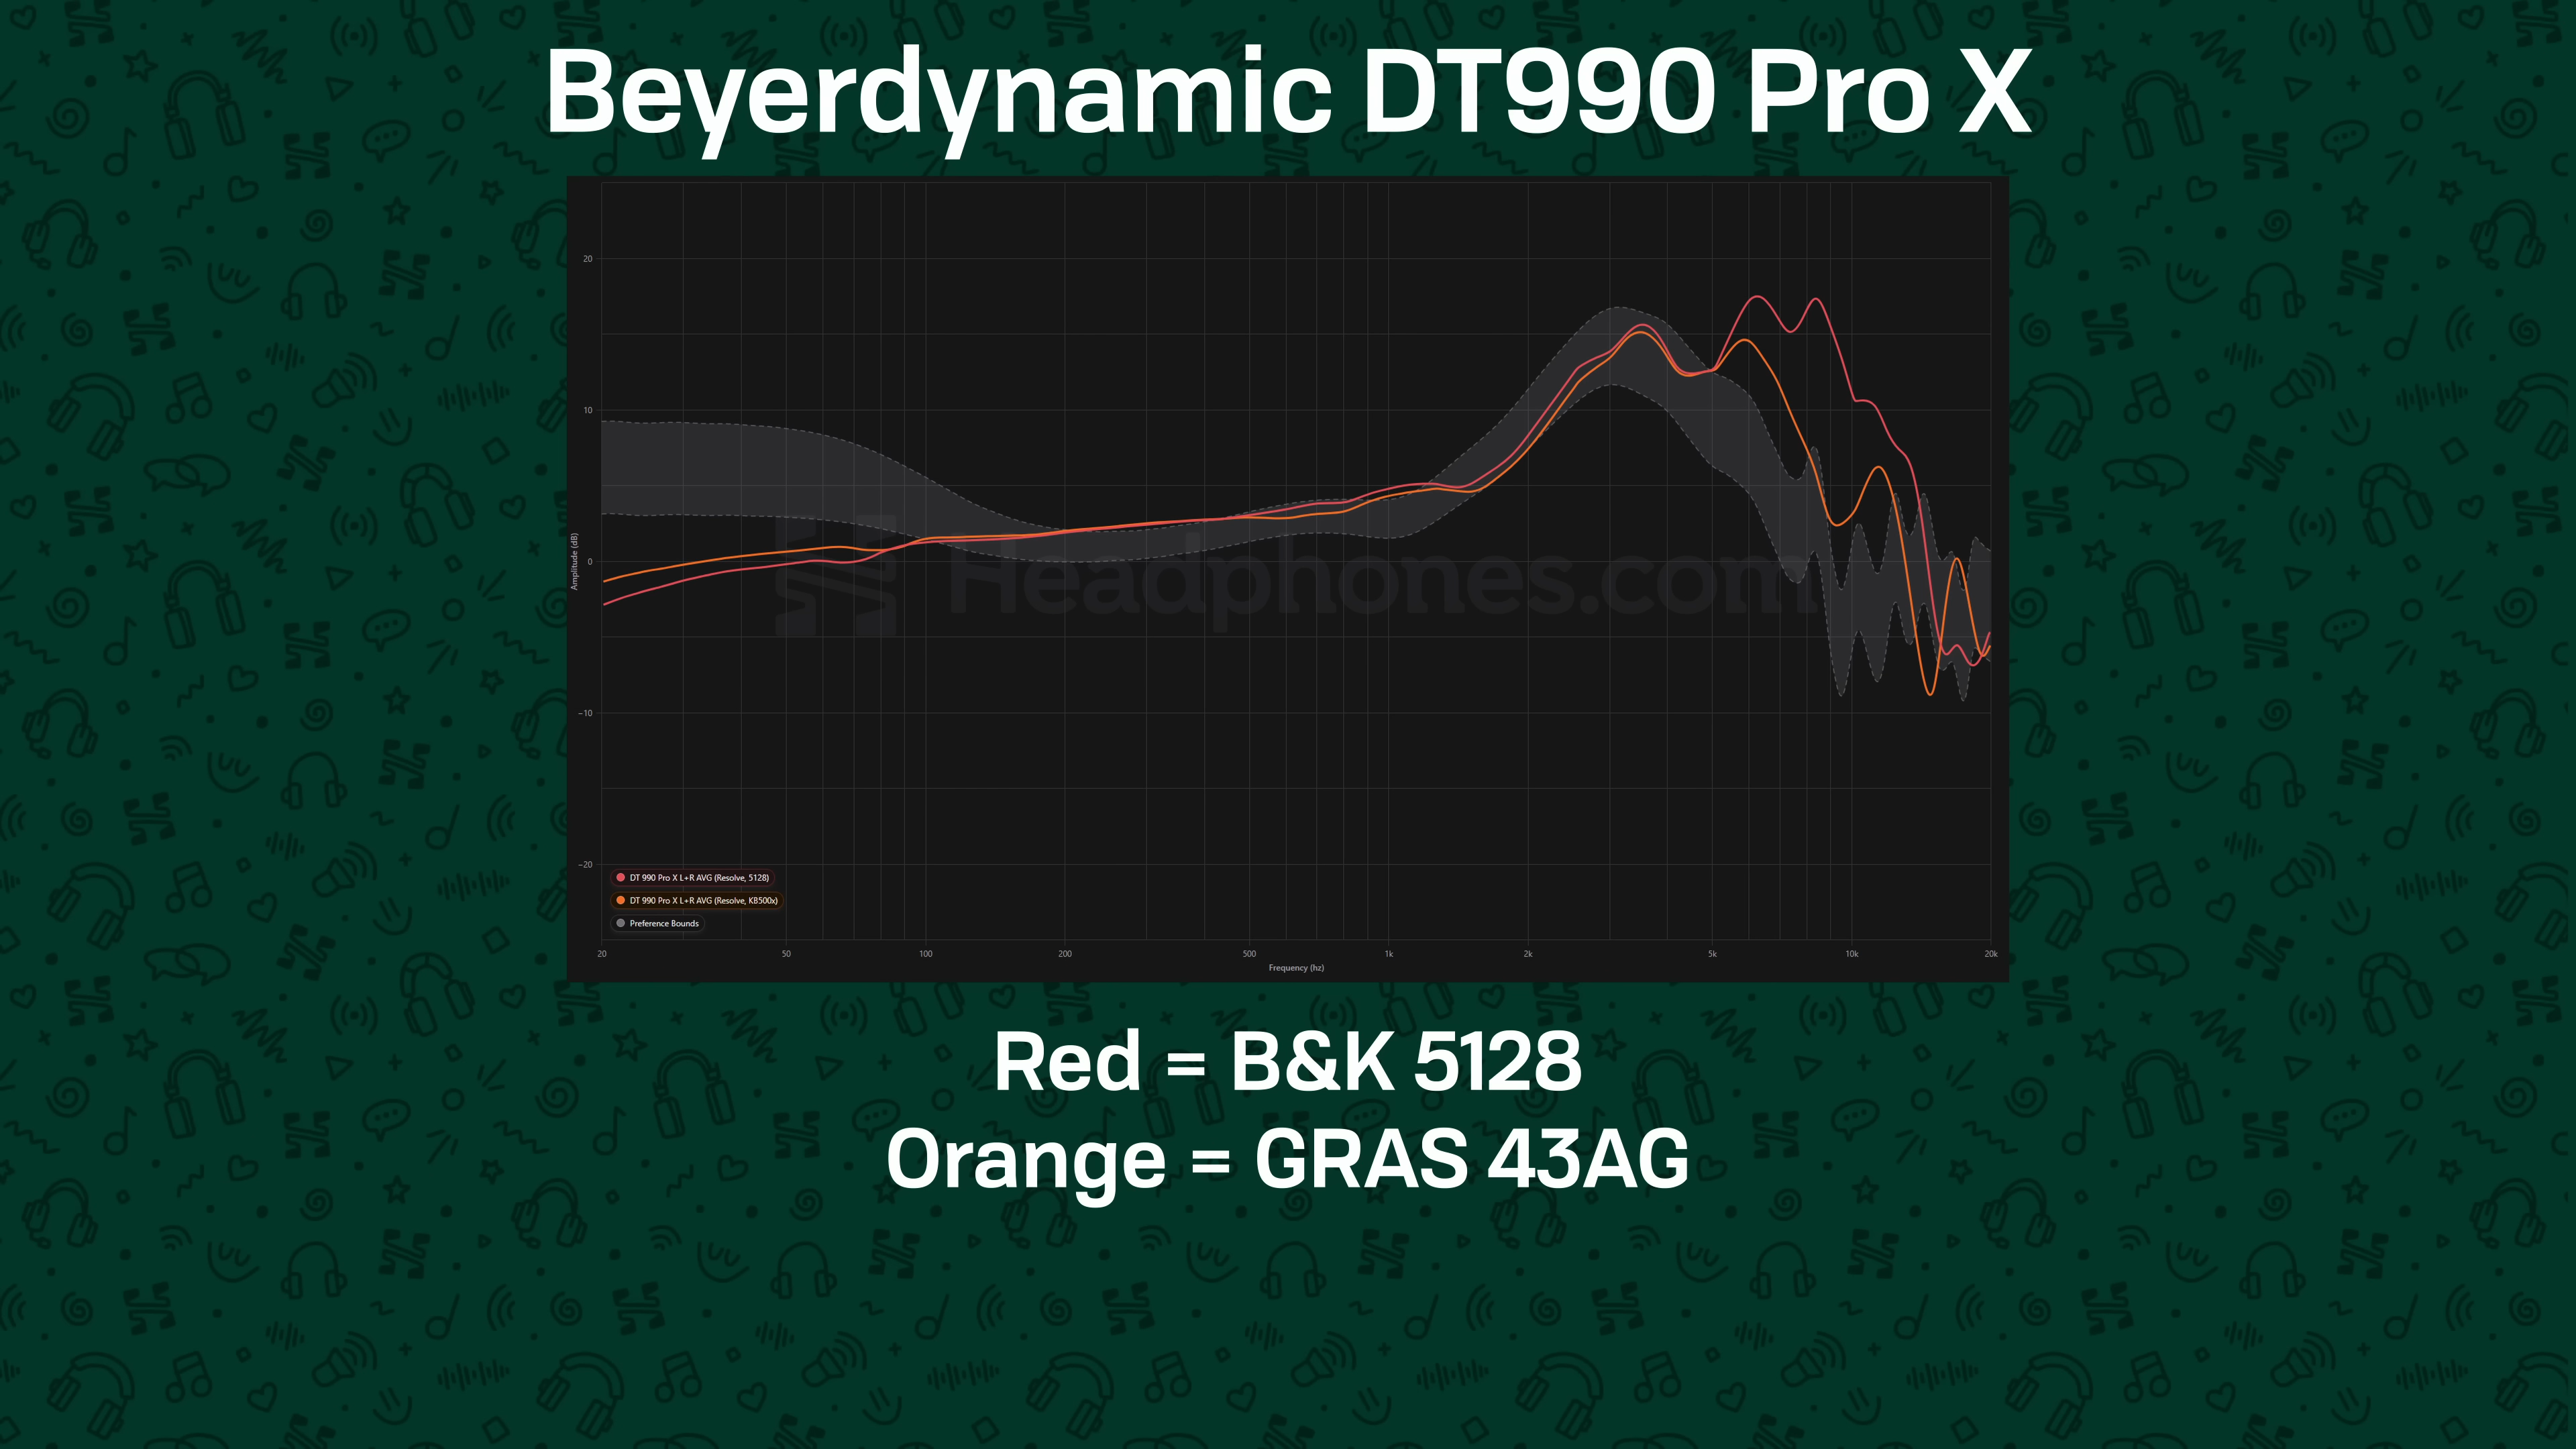 Beyerdynamic DT990 Pro X
20
10
0
−10
−20
Amplitude (dB)
Headphones.com
DT 990 Pro X L+R AVG (Resolve, 5128)
DT 990 Pro X L+R AVG (Resolve, KB500x)
Preference Bounds
20 50 100 200 500 1k 2k 5k 10k 20k
Frequency (hz)
Red = B&K 5128
Orange = GRAS 43AG